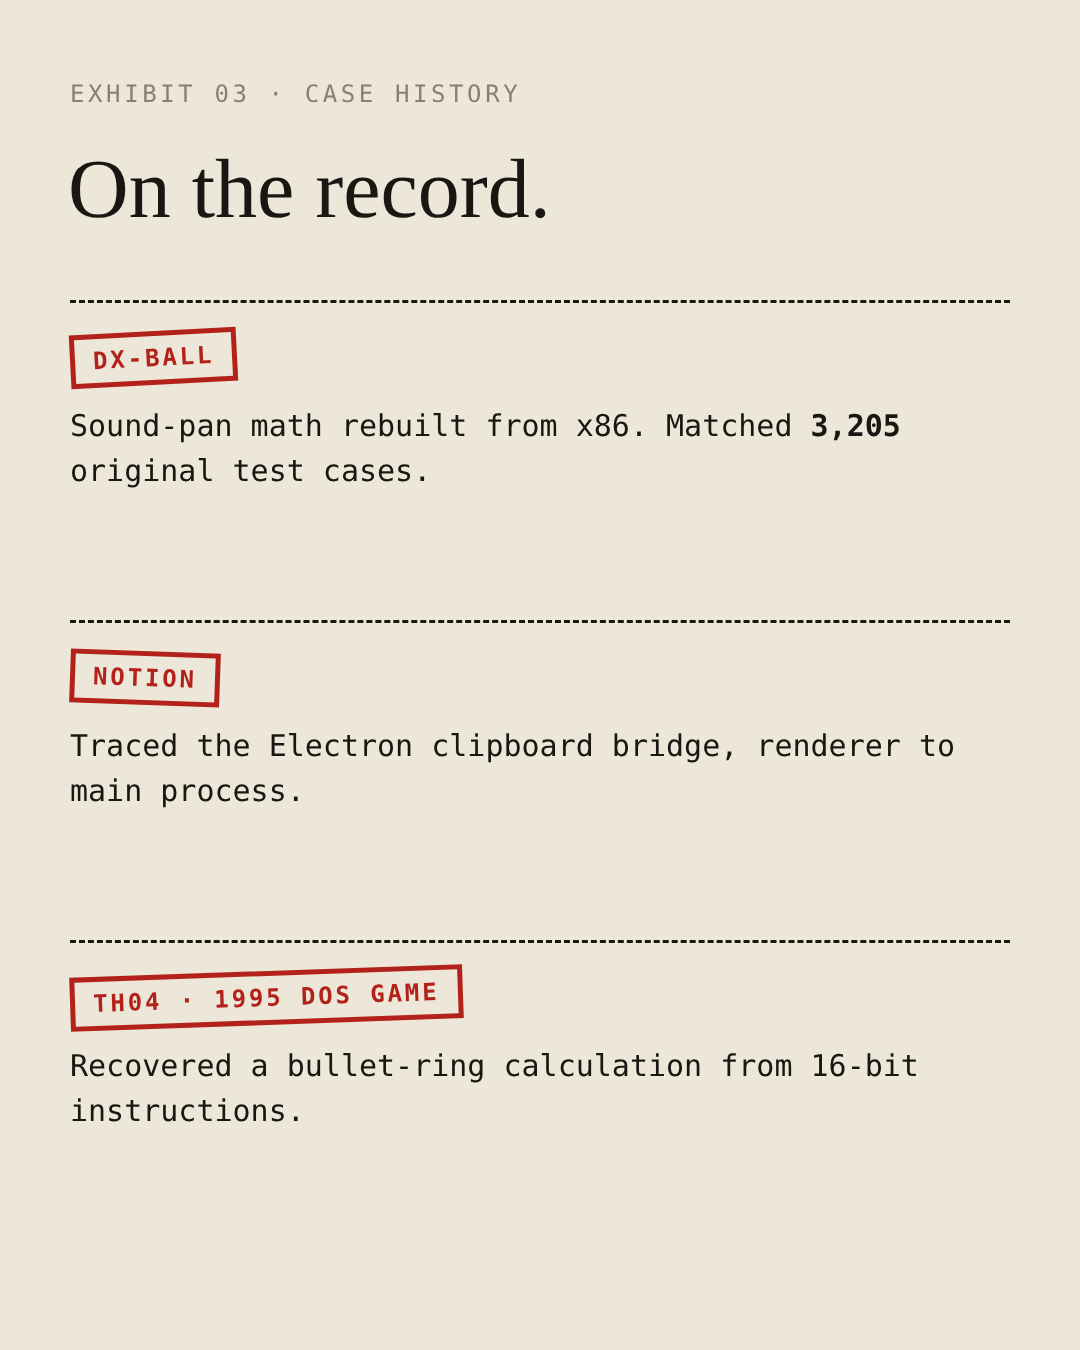 EXHIBIT 03 · CASE HISTORY
On the record.
DX-BALL
Sound-pan math rebuilt from x86. Matched 3,205
original test cases.
NOTION
Traced the Electron clipboard bridge, renderer to
main process.
TH04 · 1995 DOS GAME
Recovered a bullet-ring calculation from 16-bit
instructions.